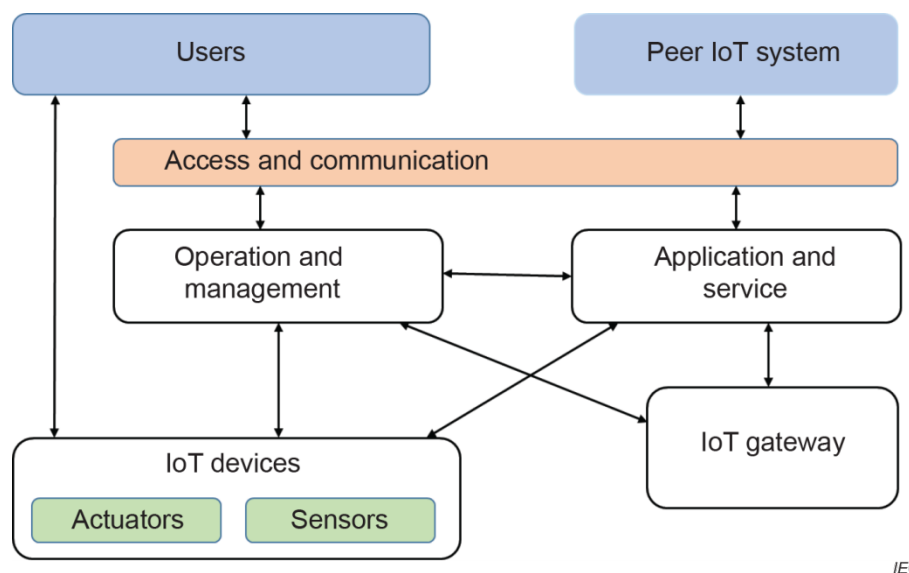 Users
Peer IoT system
Access and communication
Operation and
management
Application and
service
IoT devices
IoT gateway
Actuators
Sensors